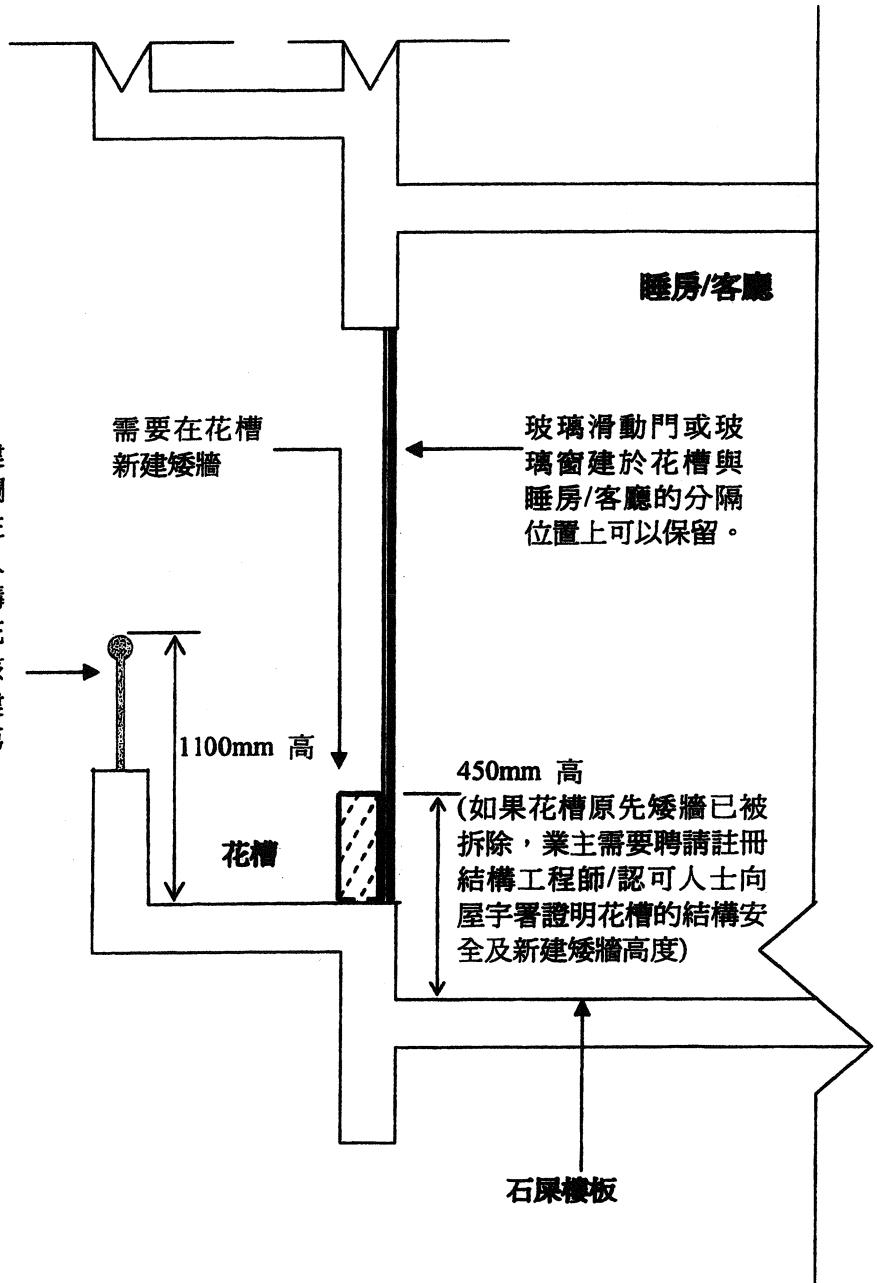 睡房/客廳
需要在花槽
新建矮牆
玻璃滑動門或玻
璃窗建於花槽與
睡房/客廳的分隔
位置上可以保留。
1100mm 高
花槽
450mm 高
(如果花槽原先矮牆已被
拆除，業主需要聘請註冊
結構工程師/認可人士向
屋宇署證明花槽的結構安
全及新建矮牆高度)
石屎樓板